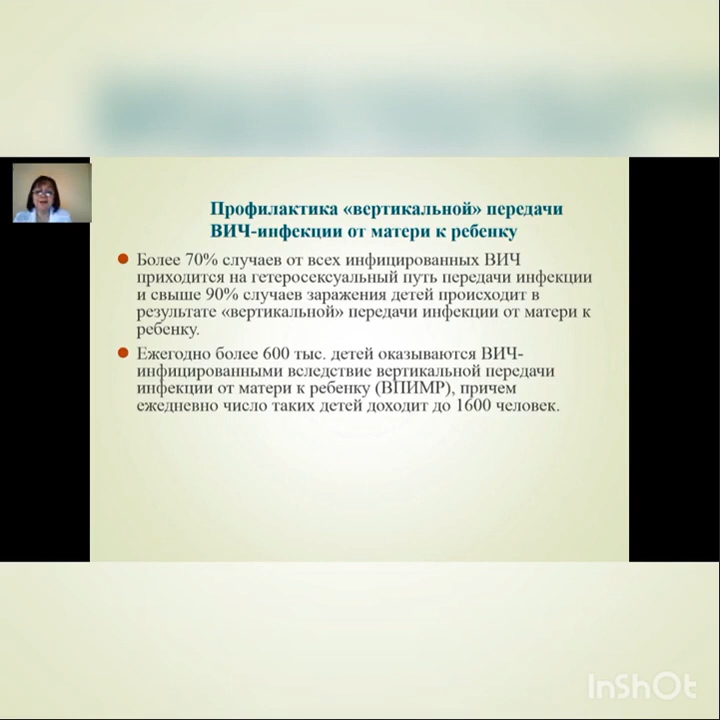 Профилактика «вертикальной» передачи
ВИЧ-инфекции от матери к ребенку
Более 70% случаев от всех инфицированных ВИЧ
приходится на гетеросексуальный путь передачи инфекции
и свыше 90% случаев заражения детей происходит в
результате «вертикальной» передачи инфекции от матери к
ребенку.
Ежегодно более 600 тыс. детей оказываются ВИЧ-
инфицированными вследствие вертикальной передачи
инфекции от матери к ребенку (ВПИМР), причем
ежедневно число таких детей доходит до 1600 человек.
InShOt